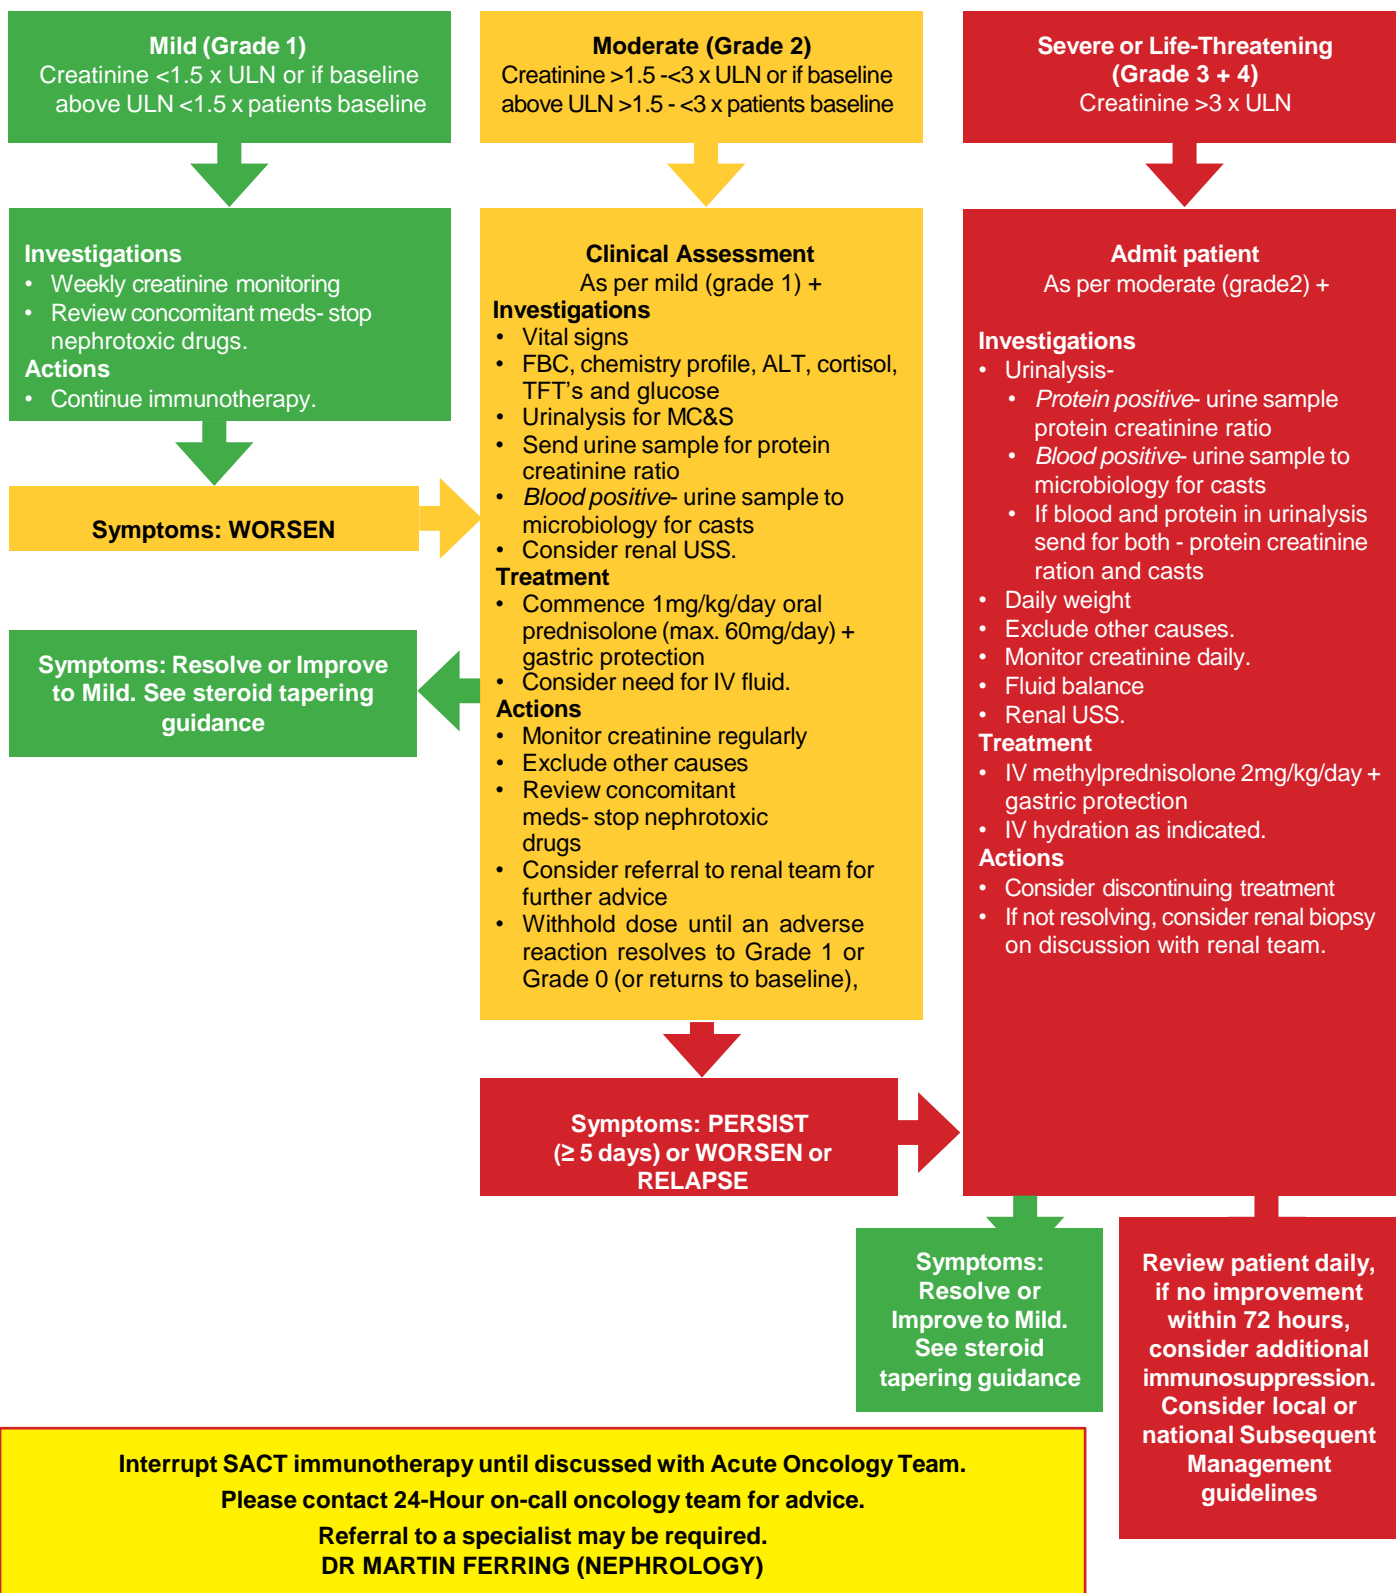 Mild (Grade 1)
Creatinine <1.5 x ULN or if baseline
above ULN <1.5 x patients baseline
Investigations
• Weekly creatinine monitoring
• Review concomitant meds- stop
nephrotoxic drugs.
Actions
• Continue immunotherapy.
Symptoms: WORSEN
Symptoms: Resolve or Improve
to Mild. See steroid tapering
guidance
Moderate (Grade 2)
Creatinine >1.5 -<3 x ULN or if baseline
above ULN >1.5 - <3 x patients baseline
Clinical Assessment
As per mild (grade 1) +
Investigations
• Vital signs
• FBC, chemistry profile, ALT, cortisol,
TFT's and glucose
• Urinalysis for MC&S
• Send urine sample for protein
creatinine ratio
• Blood positive- urine sample to
microbiology for casts
• Consider renal USS.
Treatment
• Commence 1mg/kg/day oral
prednisolone (max. 60mg/day) +
gastric protection
• Consider need for IV fluid.
Actions
• Monitor creatinine regularly
• Exclude other causes
• Review concomitant
meds- stop nephrotoxic
drugs
• Consider referral to renal team for
further advice
• Withhold dose until an adverse
reaction resolves to Grade 1 or
Grade 0 (or returns to baseline),
Symptoms: PERSIST
(≥ 5 days) or WORSEN or
RELAPSE
Severe or Life-Threatening
(Grade 3 + 4)
Creatinine >3 x ULN
Admit patient
As per moderate (grade2) +
Investigations
• Urinalysis-
• Protein positive- urine sample
protein creatinine ratio
• Blood positive- urine sample to
microbiology for casts
• If blood and protein in urinalysis
send for both - protein creatinine
ration and casts
• Daily weight
• Exclude other causes.
• Monitor creatinine daily.
• Fluid balance
• Renal USS.
Treatment
• IV methylprednisolone 2mg/kg/day +
gastric protection
• IV hydration as indicated.
Actions
• Consider discontinuing treatment
• If not resolving, consider renal biopsy
on discussion with renal team.
Symptoms:
Resolve or
Improve to Mild.
See steroid
tapering guidance
Review patient daily,
if no improvement
within 72 hours,
consider additional
immunosuppression.
Consider local or
national Subsequent
Management
guidelines
Interrupt SACT immunotherapy until discussed with Acute Oncology Team.
Please contact 24-Hour on-call oncology team for advice.
Referral to a specialist may be required.
DR MARTIN FERRING (NEPHROLOGY)